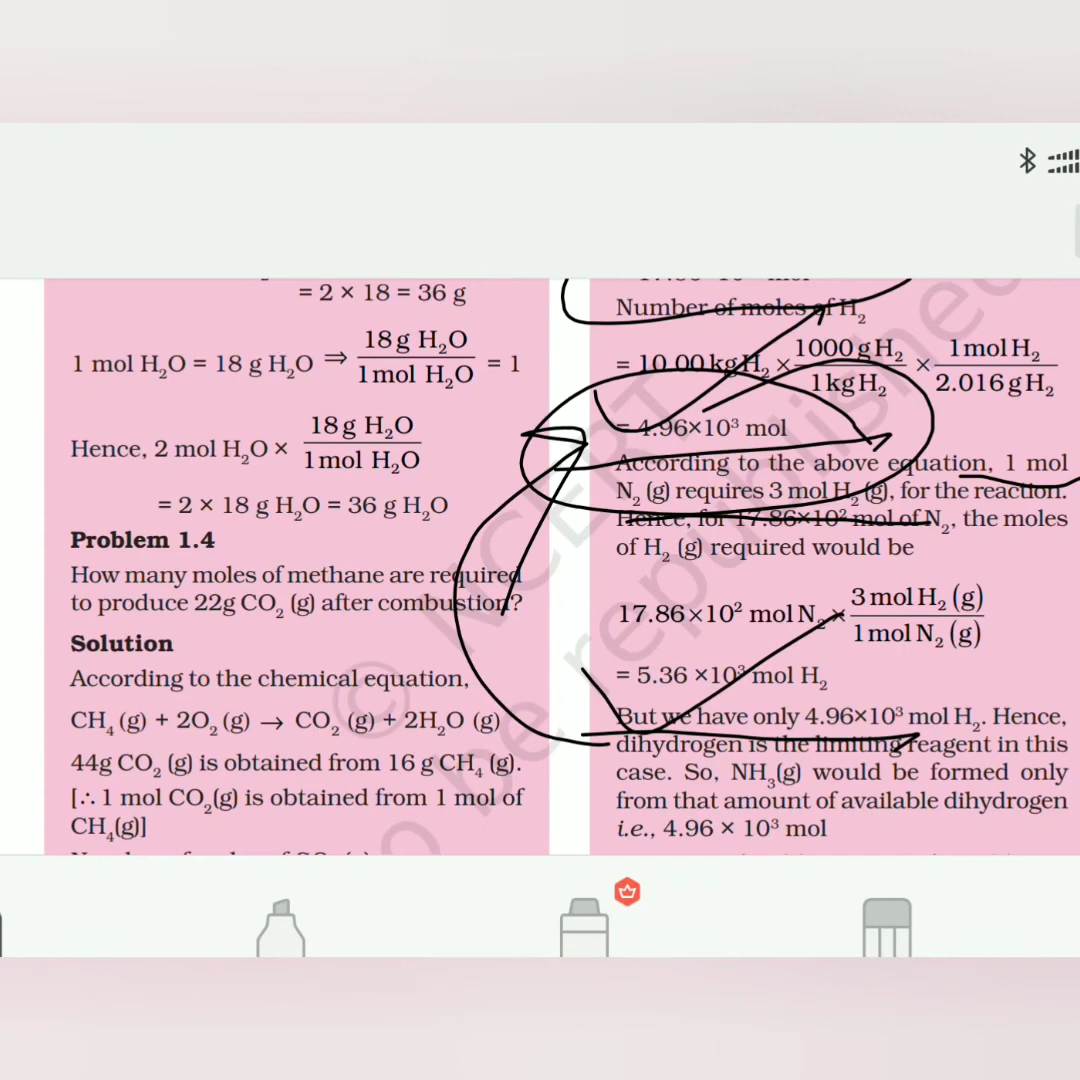 = 2 × 18 = 36 g
1 mol H₂O = 18 g H₂O ⇒ 18 g H₂O / 1 mol H₂O = 1
Hence, 2 mol H₂O × 18 g H₂O / 1 mol H₂O
= 2 × 18 g H₂O = 36 g H₂O
Problem 1.4
How many moles of methane are required
to produce 22g CO₂ (g) after combustion?
Solution
According to the chemical equation,
CH₄ (g) + 2O₂ (g) → CO₂ (g) + 2H₂O (g)
44g CO₂ (g) is obtained from 16 g CH₄ (g).
[∴ 1 mol CO₂(g) is obtained from 1 mol of
CH₄(g)]
Number of moles of H₂
= 10.00 kg H₂ × 1000 g H₂ / 1 kg H₂ × 1 mol H₂ / 2.016 g H₂
= 4.96×10³ mol
According to the above equation, 1 mol
N₂ (g) requires 3 mol H₂ (g), for the reaction.
Hence, for 17.86×10² mol of N₂, the moles
of H₂ (g) required would be
17.86×10² mol N₂ × 3 mol H₂ (g) / 1 mol N₂ (g)
= 5.36 ×10³ mol H₂
But we have only 4.96×10³ mol H₂. Hence,
dihydrogen is the limiting reagent in this
case. So, NH₃(g) would be formed only
from that amount of available dihydrogen
i.e., 4.96 × 10³ mol
© NCERT
o be republished